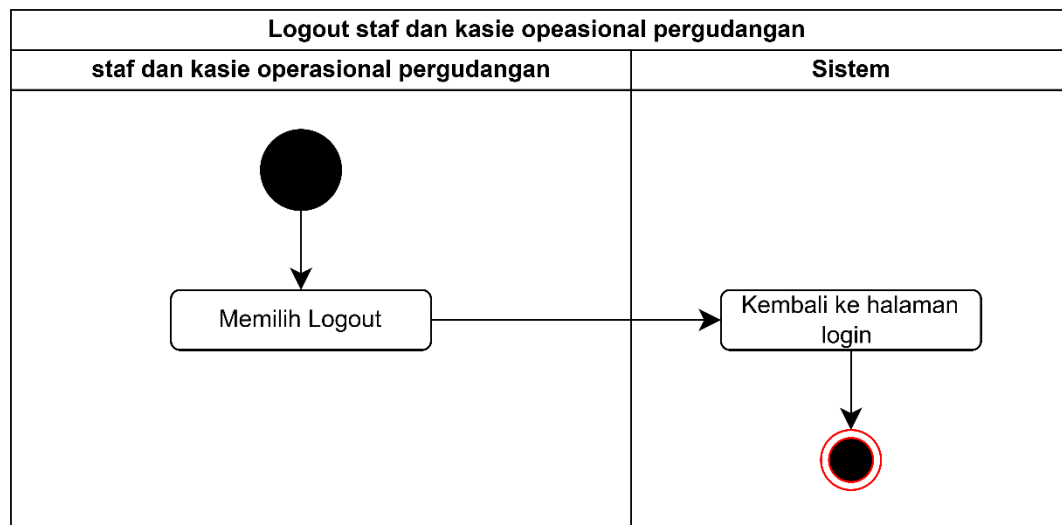 Logout staf dan kasie opeasional pergudangan
staf dan kasie operasional pergudangan
Sistem
Memilih Logout
Kembali ke halaman
login